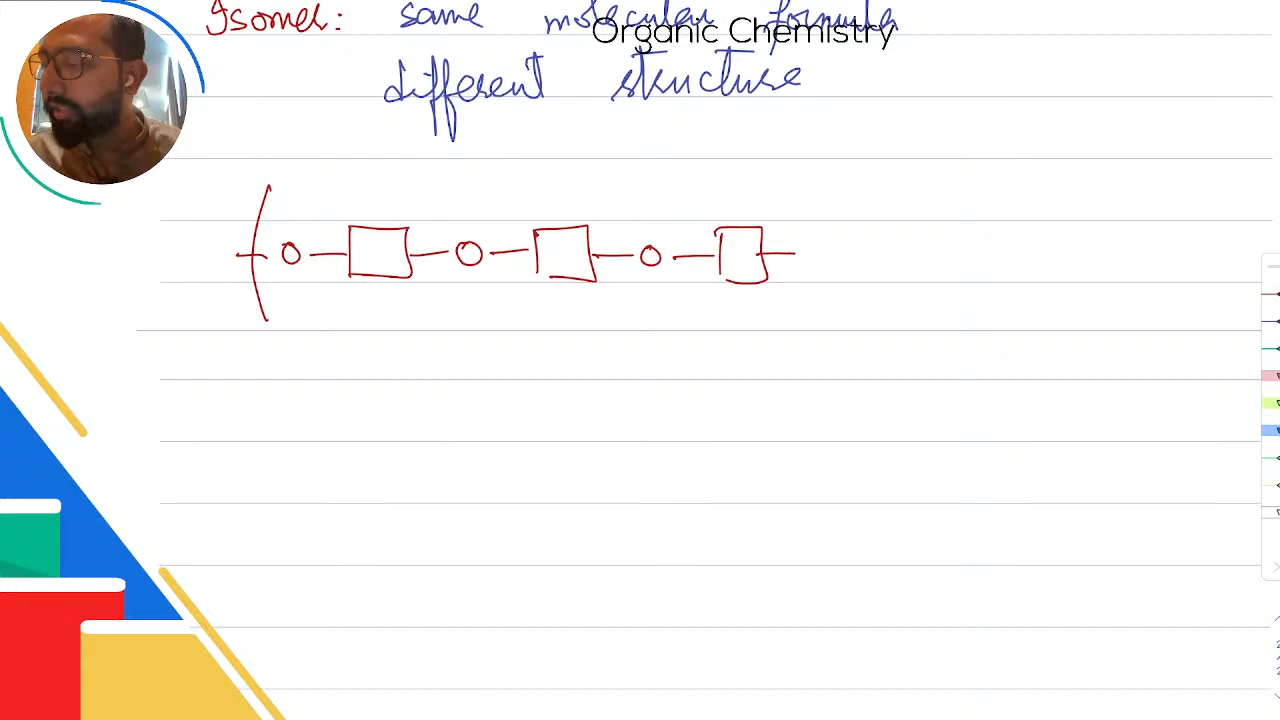 Isomer: same molecular formula
Organic Chemistry
different structure